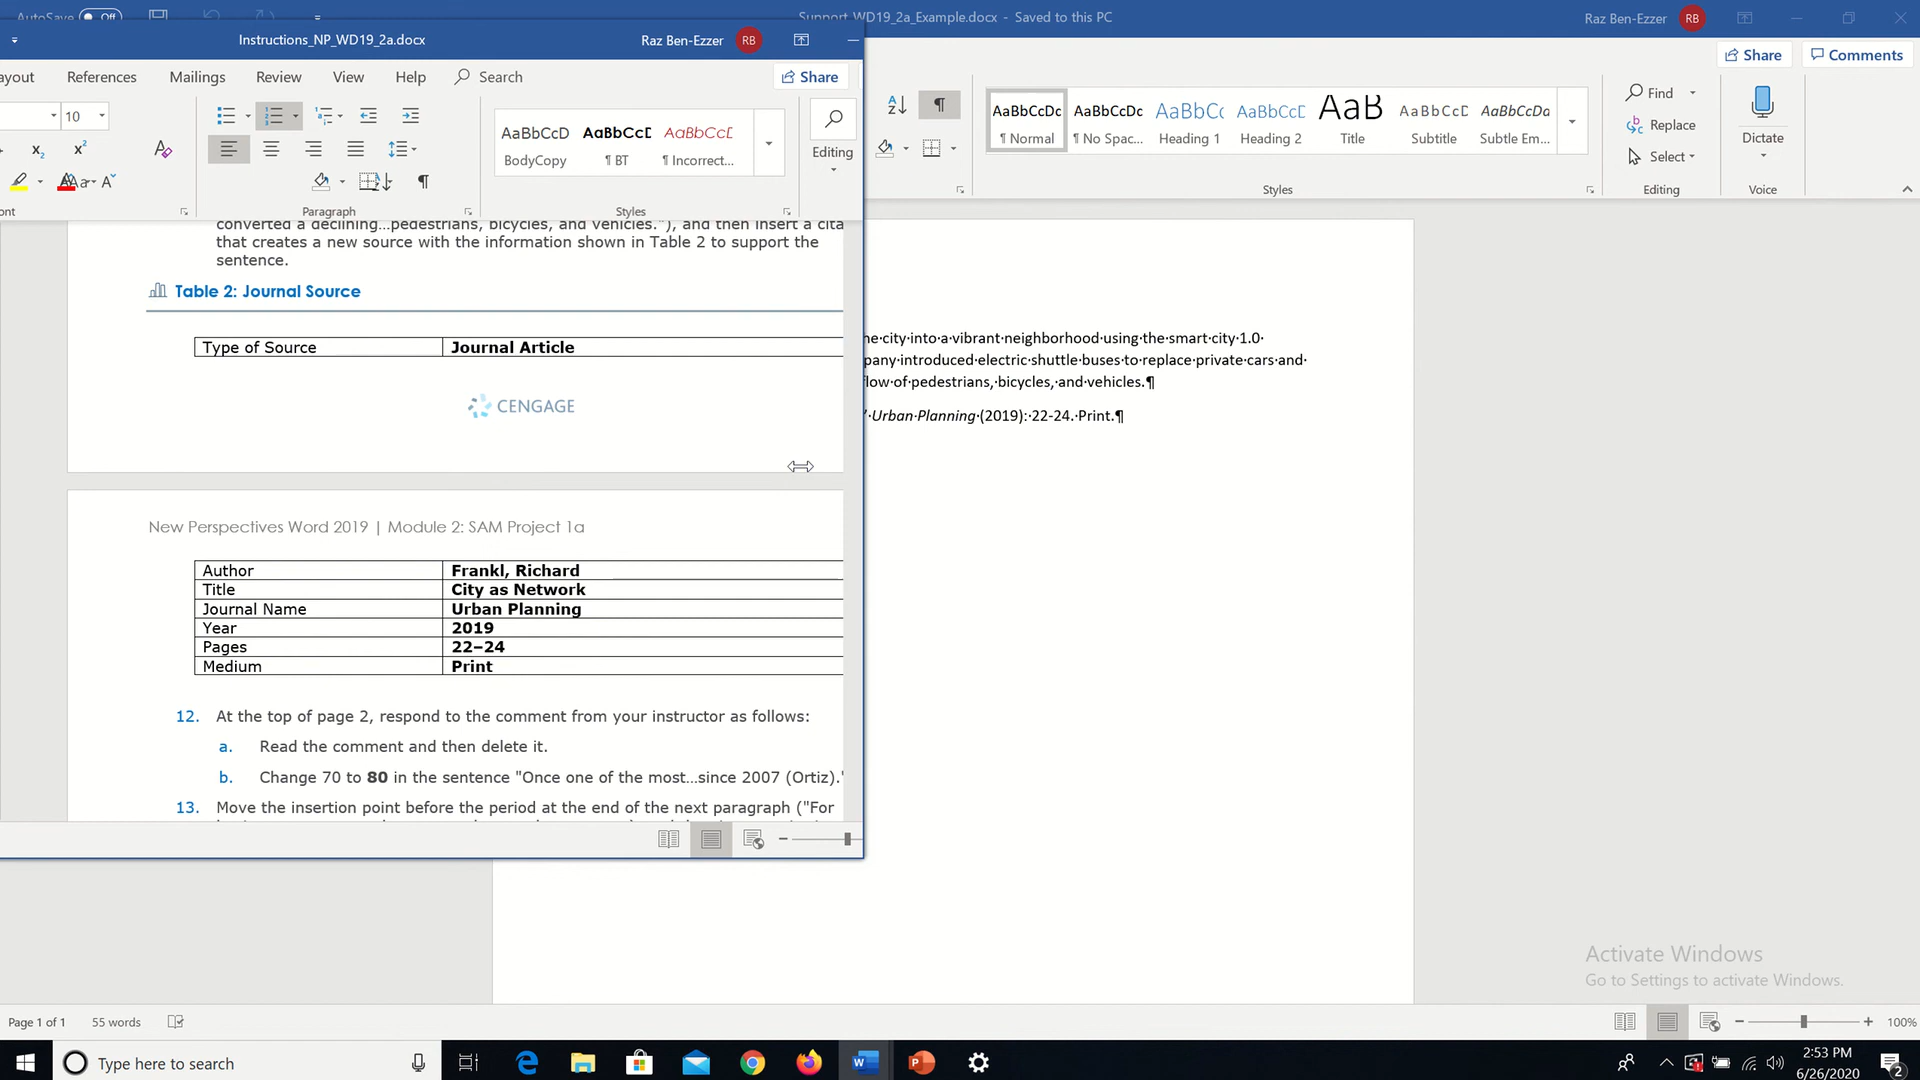 AutoSave Off
Support_WD19_2a_Example.docx - Saved to this PC
Raz Ben-Ezzer RB
Instructions_NP_WD19_2a.docx
Raz Ben-Ezzer RB
Share
Comments
ayout
References
Mailings
Review
View
Help
Search
Share
10
AaBbCcD
AaBbCcD
AaBbCcD
BodyCopy
¶ BT
¶ Incorrect...
Editing
AaBbCcDc
AaBbCcDc
AaBbCc
AaBbCcD
AaB
AaBbCcD
AaBbCcDa
¶ Normal
¶ No Spac...
Heading 1
Heading 2
Title
Subtitle
Subtle Em...
Find
Replace
Select
Dictate
ont
Paragraph
Styles
Styles
Editing
Voice
converted a declining...pedestrians, bicycles, and vehicles."), and then insert a cita
that creates a new source with the information shown in Table 2 to support the
sentence.
Table 2: Journal Source
Type of Source Journal Article
CENGAGE
New Perspectives Word 2019 | Module 2: SAM Project 1a
Author Frankl, Richard
Title City as Network
Journal Name Urban Planning
Year 2019
Pages 22–24
Medium Print
12. At the top of page 2, respond to the comment from your instructor as follows:
a. Read the comment and then delete it.
b. Change 70 to 80 in the sentence "Once one of the most...since 2007 (Ortiz)."
13. Move the insertion point before the period at the end of the next paragraph ("For
he·city·into·a·vibrant·neighborhood·using·the·smart·city·1.0·
pany·introduced·electric·shuttle·buses·to·replace·private·cars·and·
flow·of·pedestrians,·bicycles,·and·vehicles.¶
·Urban·Planning·(2019):·22-24.·Print.¶
Activate Windows
Go to Settings to activate Windows.
Page 1 of 1
55 words
100%
Type here to search
2:53 PM
6/26/2020
2